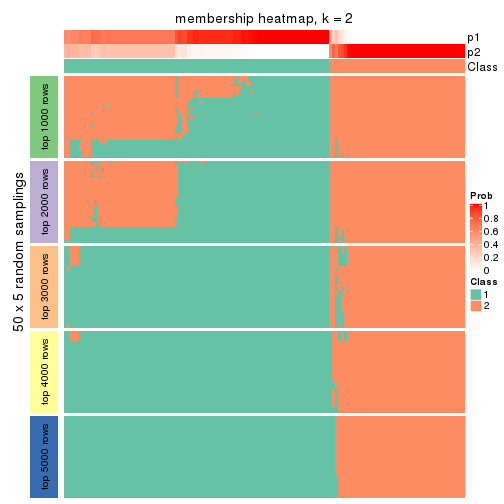 membership heatmap, k = 2
p1
p2
Class
50 x 5 random samplings
top 1000 rows
top 2000 rows
top 3000 rows
top 4000 rows
top 5000 rows
Prob
1
0.8
0.6
0.4
0.2
0
Class
1
2